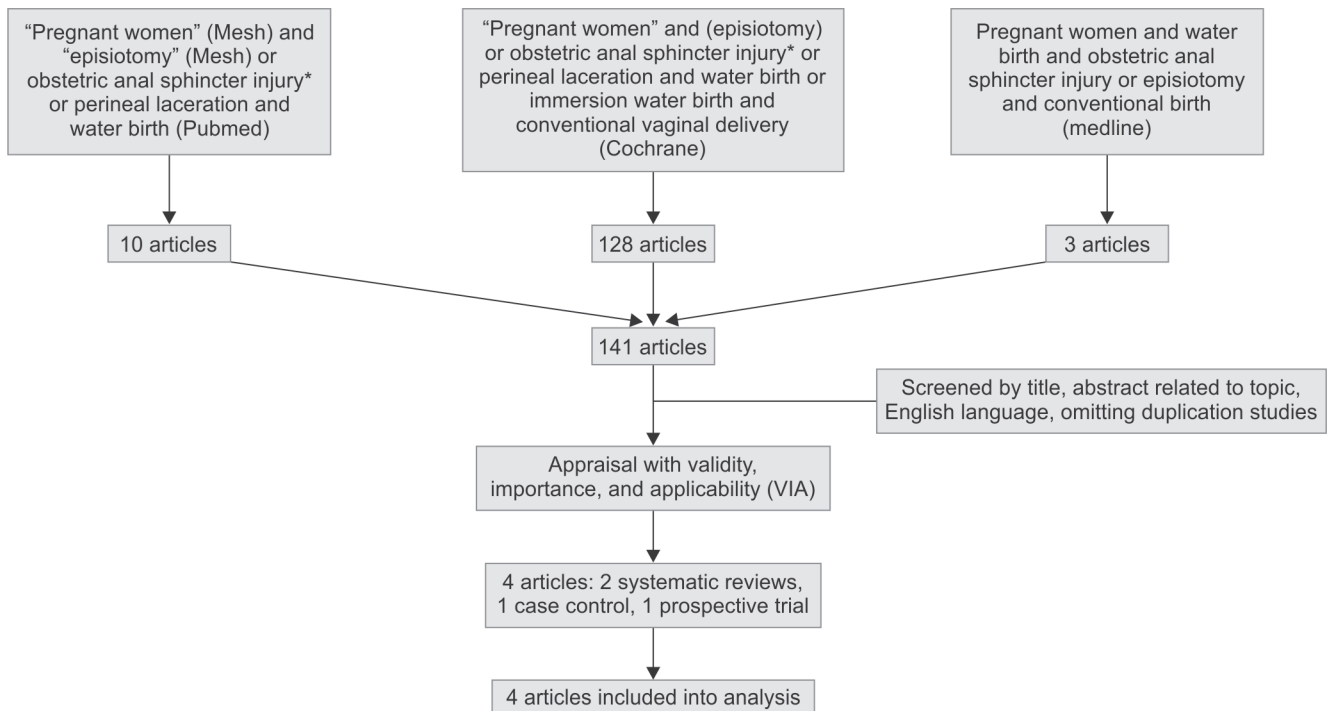 “Pregnant women” (Mesh) and
“episiotomy” (Mesh) or
obstetric anal sphincter injury*
or perineal laceration and
water birth (Pubmed)
“Pregnant women” and (episiotomy)
or obstetric anal sphincter injury* or
perineal laceration and water birth or
immersion water birth and
conventional vaginal delivery
(Cochrane)
Pregnant women and water
birth and obstetric anal
sphincter injury or episiotomy
and conventional birth
(medline)
10 articles
128 articles
3 articles
141 articles
Screened by title, abstract related to topic,
English language, omitting duplication studies
Appraisal with validity,
importance, and applicability (VIA)
4 articles: 2 systematic reviews,
1 case control, 1 prospective trial
4 articles included into analysis